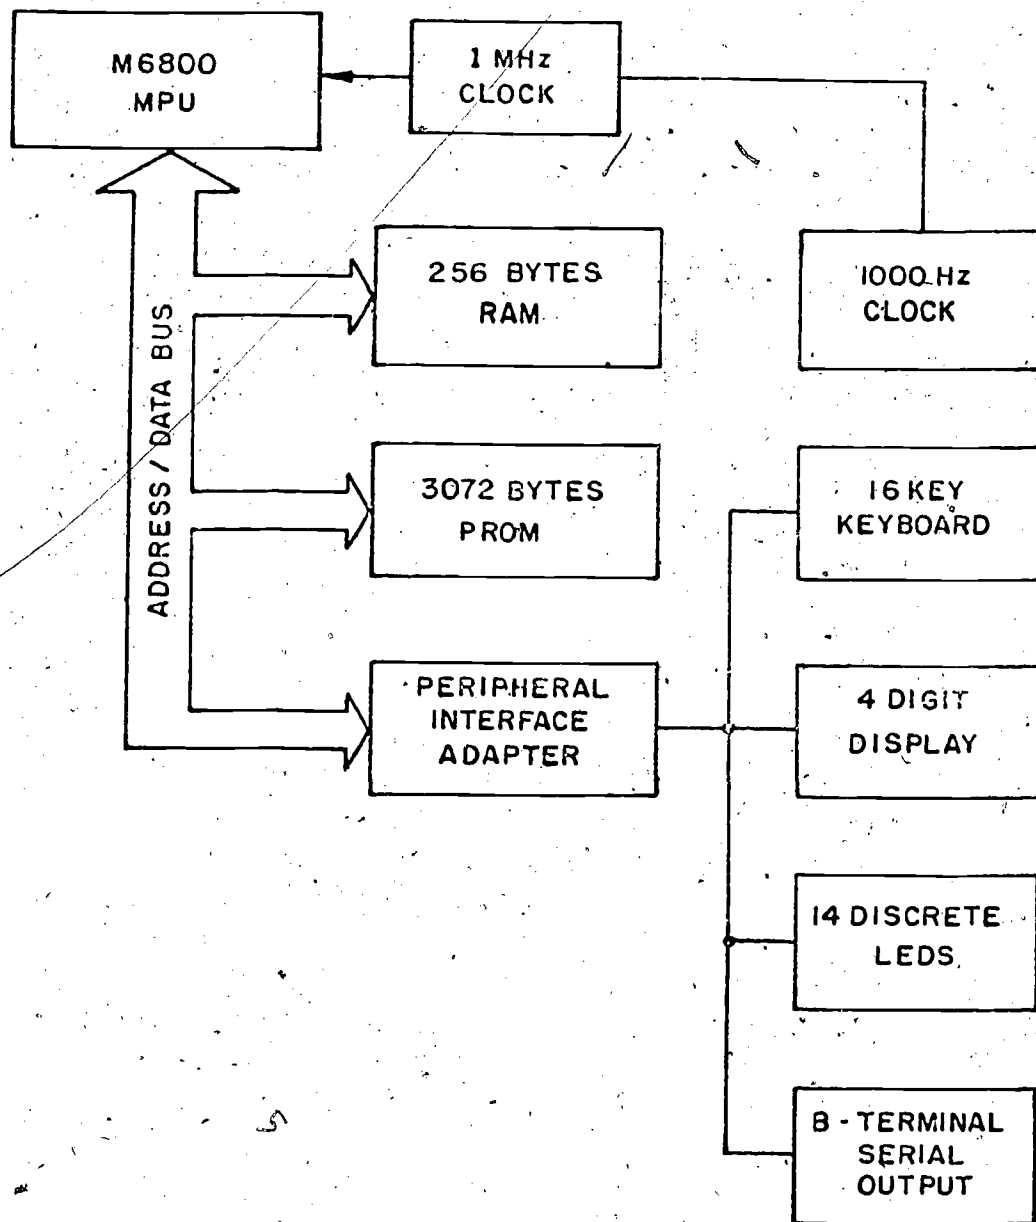 M6800
MPU
1 MHz
CLOCK
256 BYTES
RAM
1000 Hz
CLOCK
ADDRESS / DATA BUS
3072 BYTES
PROM
16 KEY
KEYBOARD
PERIPHERAL
INTERFACE
ADAPTER
4 DIGIT
DISPLAY
14 DISCRETE
LEDS
B - TERMINAL
SERIAL
OUTPUT